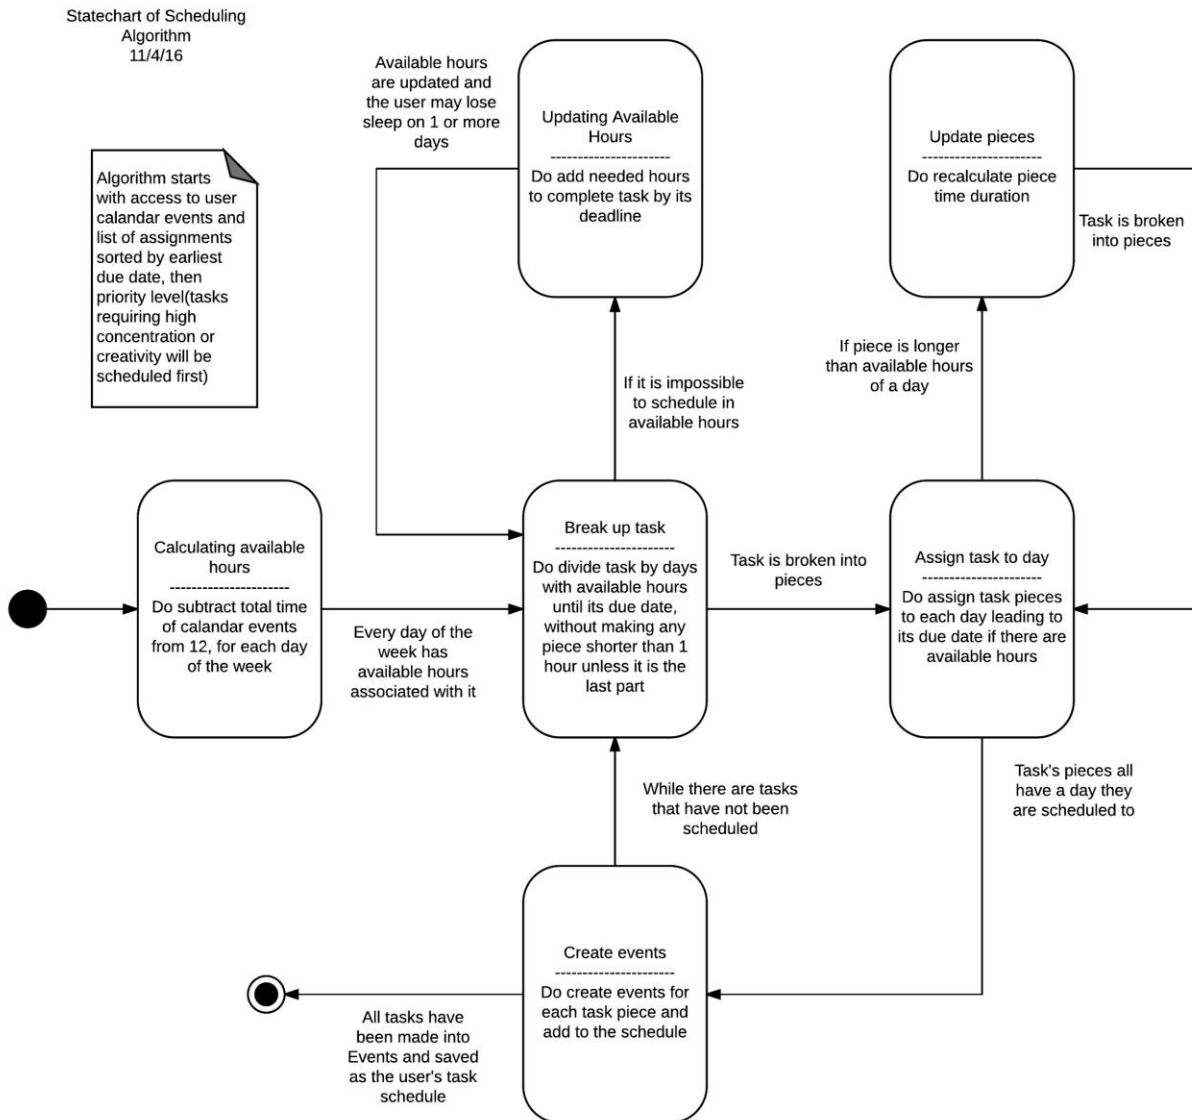 Statechart of Scheduling
Algorithm
11/4/16
Algorithm starts
with access to user
calandar events and
list of assignments
sorted by earliest
due date, then
priority level(tasks
requiring high
concentration or
creativity will be
scheduled first)
Available hours
are updated and
the user may lose
sleep on 1 or more
days
Updating Available
Hours
----------------------
Do add needed hours
to complete task by its
deadline
Update pieces
----------------------
Do recalculate piece
time duration
Task is broken
into pieces
If it is impossible
to schedule in
available hours
If piece is longer
than available hours
of a day
Calculating available
hours
----------------------
Do subtract total time
of calandar events
from 12, for each day
of the week
Every day of the
week has
available hours
associated with it
Break up task
----------------------
Do divide task by days
with available hours
until its due date,
without making any
piece shorter than 1
hour unless it is the
last part
Task is broken into
pieces
Assign task to day
----------------------
Do assign task pieces
to each day leading to
its due date if there are
available hours
While there are tasks
that have not been
scheduled
Task's pieces all
have a day they
are scheduled to
Create events
----------------------
Do create events for
each task piece and
add to the schedule
All tasks have
been made into
Events and saved
as the user's task
schedule